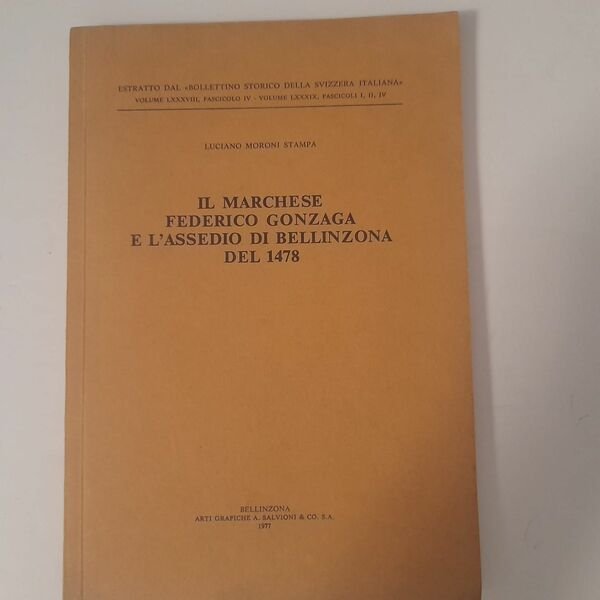 ESTRATTO DAL «BOLLETTINO STORICO DELLA SVIZZERA ITALIANA»
VOLUME LXXXVIII, FASCICOLO IV - VOLUME LXXXIX, FASCICOLI I, II, IV
LUCIANO MORONI STAMPA
IL MARCHESE
FEDERICO GONZAGA
E L'ASSEDIO DI BELLINZONA
DEL 1478
BELLINZONA
ARTI GRAFICHE A. SALVIONI & CO. S.A.
1977